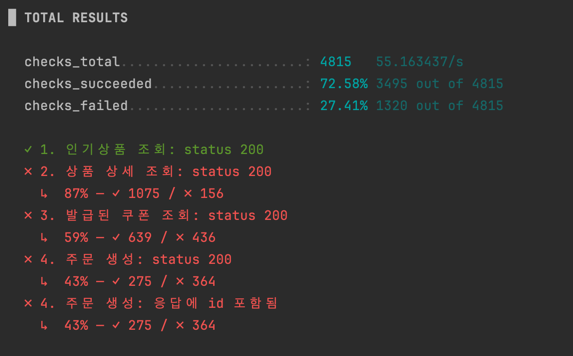 █ TOTAL RESULTS
checks_total.......................: 4815 55.163437/s
checks_succeeded...................: 72.58% 3495 out of 4815
checks_failed......................: 27.41% 1320 out of 4815
✓ 1. 인기상품 조회: status 200
✗ 2. 상품 상세 조회: status 200
↳ 87% — ✓ 1075 / ✗ 156
✗ 3. 발급된 쿠폰 조회: status 200
↳ 59% — ✓ 639 / ✗ 436
✗ 4. 주문 생성: status 200
↳ 43% — ✓ 275 / ✗ 364
✗ 4. 주문 생성: 응답에 id 포함됨
↳ 43% — ✓ 275 / ✗ 364